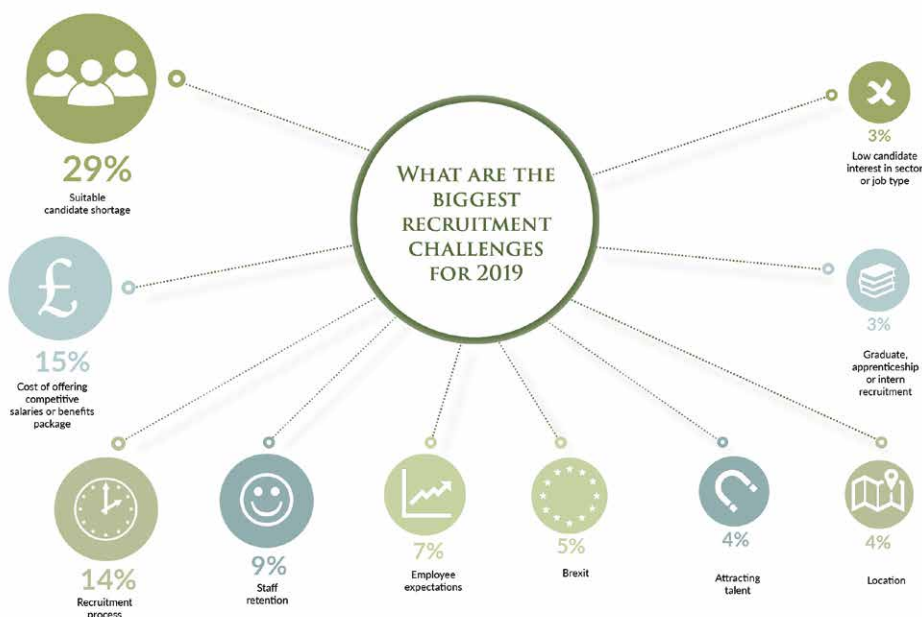 WHAT ARE THE
BIGGEST
RECRUITMENT
CHALLENGES
FOR 2019
29%
Suitable
candidate shortage
15%
Cost of offering
competitive
salaries or benefits
package
14%
Recruitment
process
9%
Staff
retention
7%
Employee
expectations
5%
Brexit
4%
Attracting
talent
4%
Location
3%
Graduate,
apprenticeship
or intern
recruitment
3%
Low candidate
interest in sector
or job type